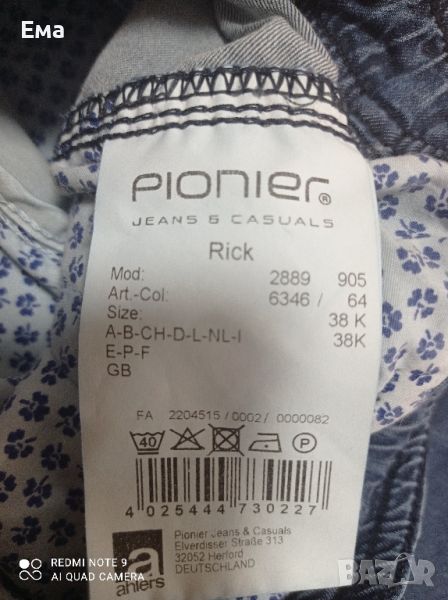 Ema
PIONIER®
JEANS & CASUALS
Rick
Mod: 2889 905
Art.-Col: 6346 / 64
Size: 38 K
A-B-CH-D-L-NL-I 38K
E-P-F
GB
FA 2204515 / 0002 / 0000082
40 P
4 025444 730227
a
ahlers
Pionier Jeans & Casuals
Elverdisser Straße 313
32052 Herford
DEUTSCHLAND
REDMI NOTE 9
AI QUAD CAMERA
BAZAR